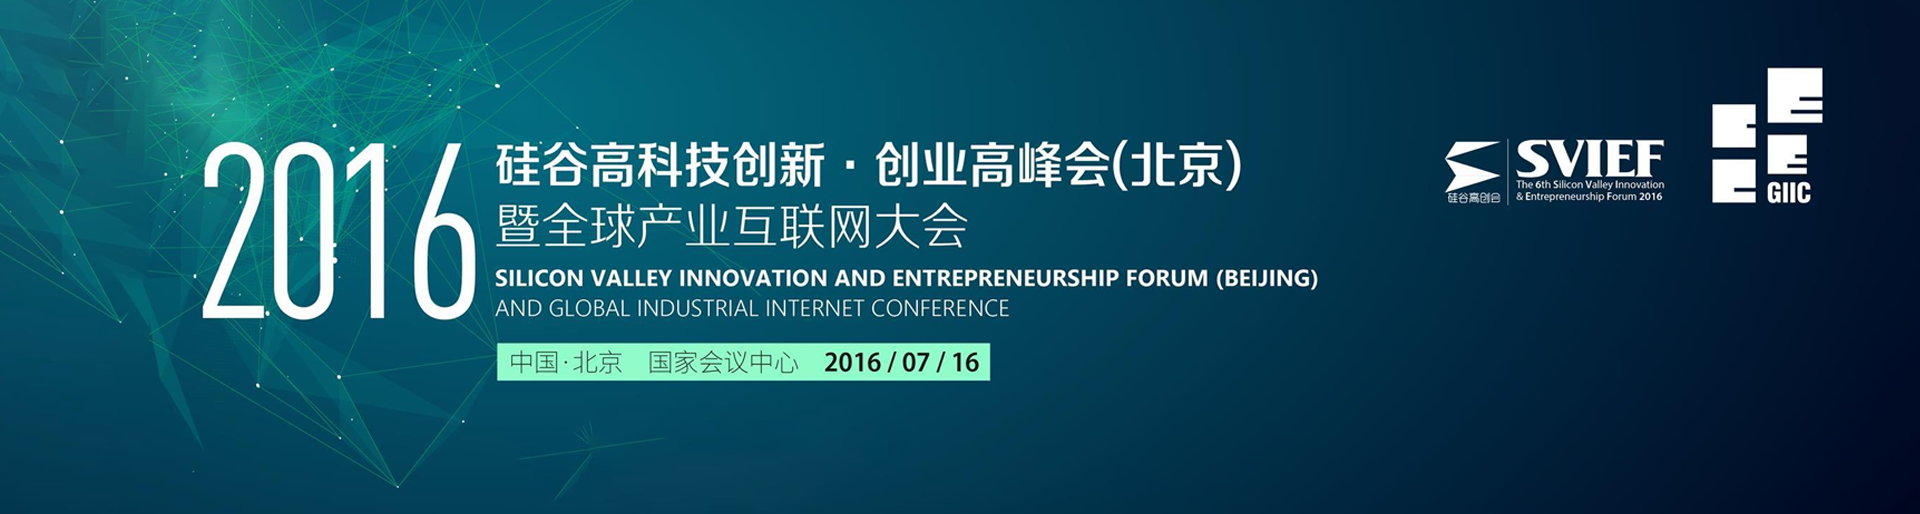 2016
硅谷高科技创新·创业高峰会(北京)
暨全球产业互联网大会
SILICON VALLEY INNOVATION AND ENTREPRENEURSHIP FORUM (BEIJING)
AND GLOBAL INDUSTRIAL INTERNET CONFERENCE
中国·北京 国家会议中心 2016 / 07 / 16
硅谷高创会
SVIEF
The 6th Silicon Valley Innovation
& Entrepreneurship Forum 2016
GIIC